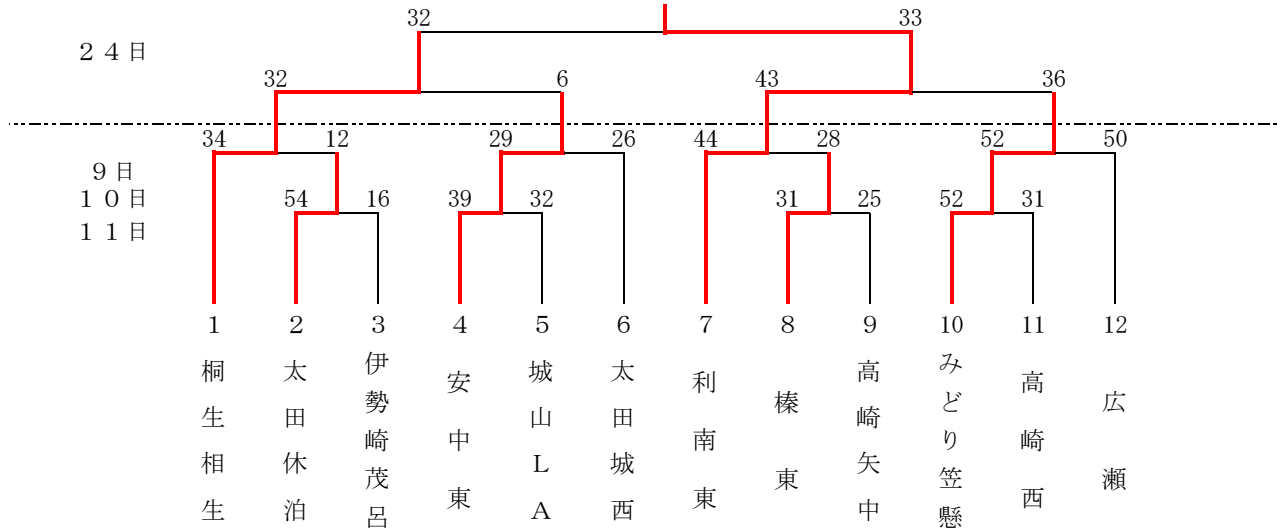 32 33
２４日
32 6 43 36
34 12 29 26 44 28 52 50
９日
１０日
54 16 39 32 31 25 52 31
１１日
1 2 3 4 5 6 7 8 9 10 11 12
桐生相生
太田休泊
伊勢崎茂呂
安中東
城山ＬＡ
太田城西
利南東
榛東
高崎矢中
みどり笠懸
高崎西
広瀬